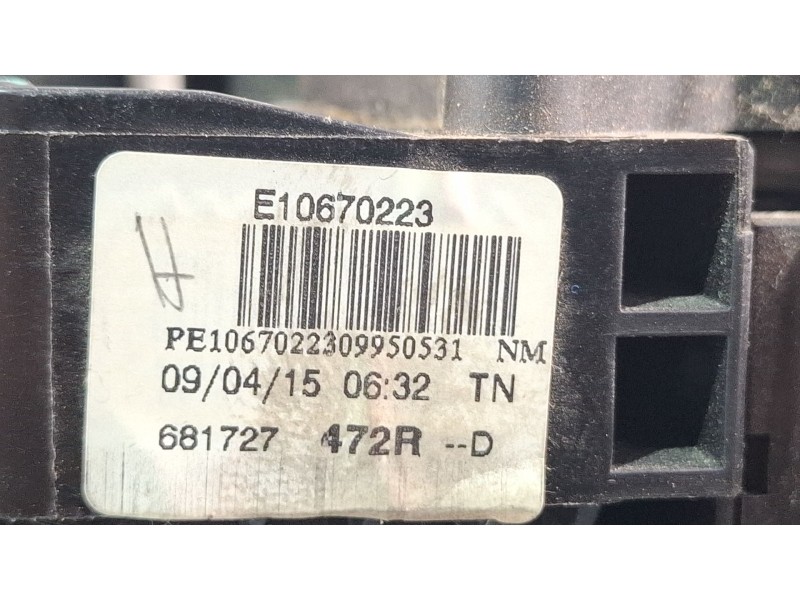 E10670223
PE1067022309950531 NM
09/04/15 06:32 TN
681727 472R --D